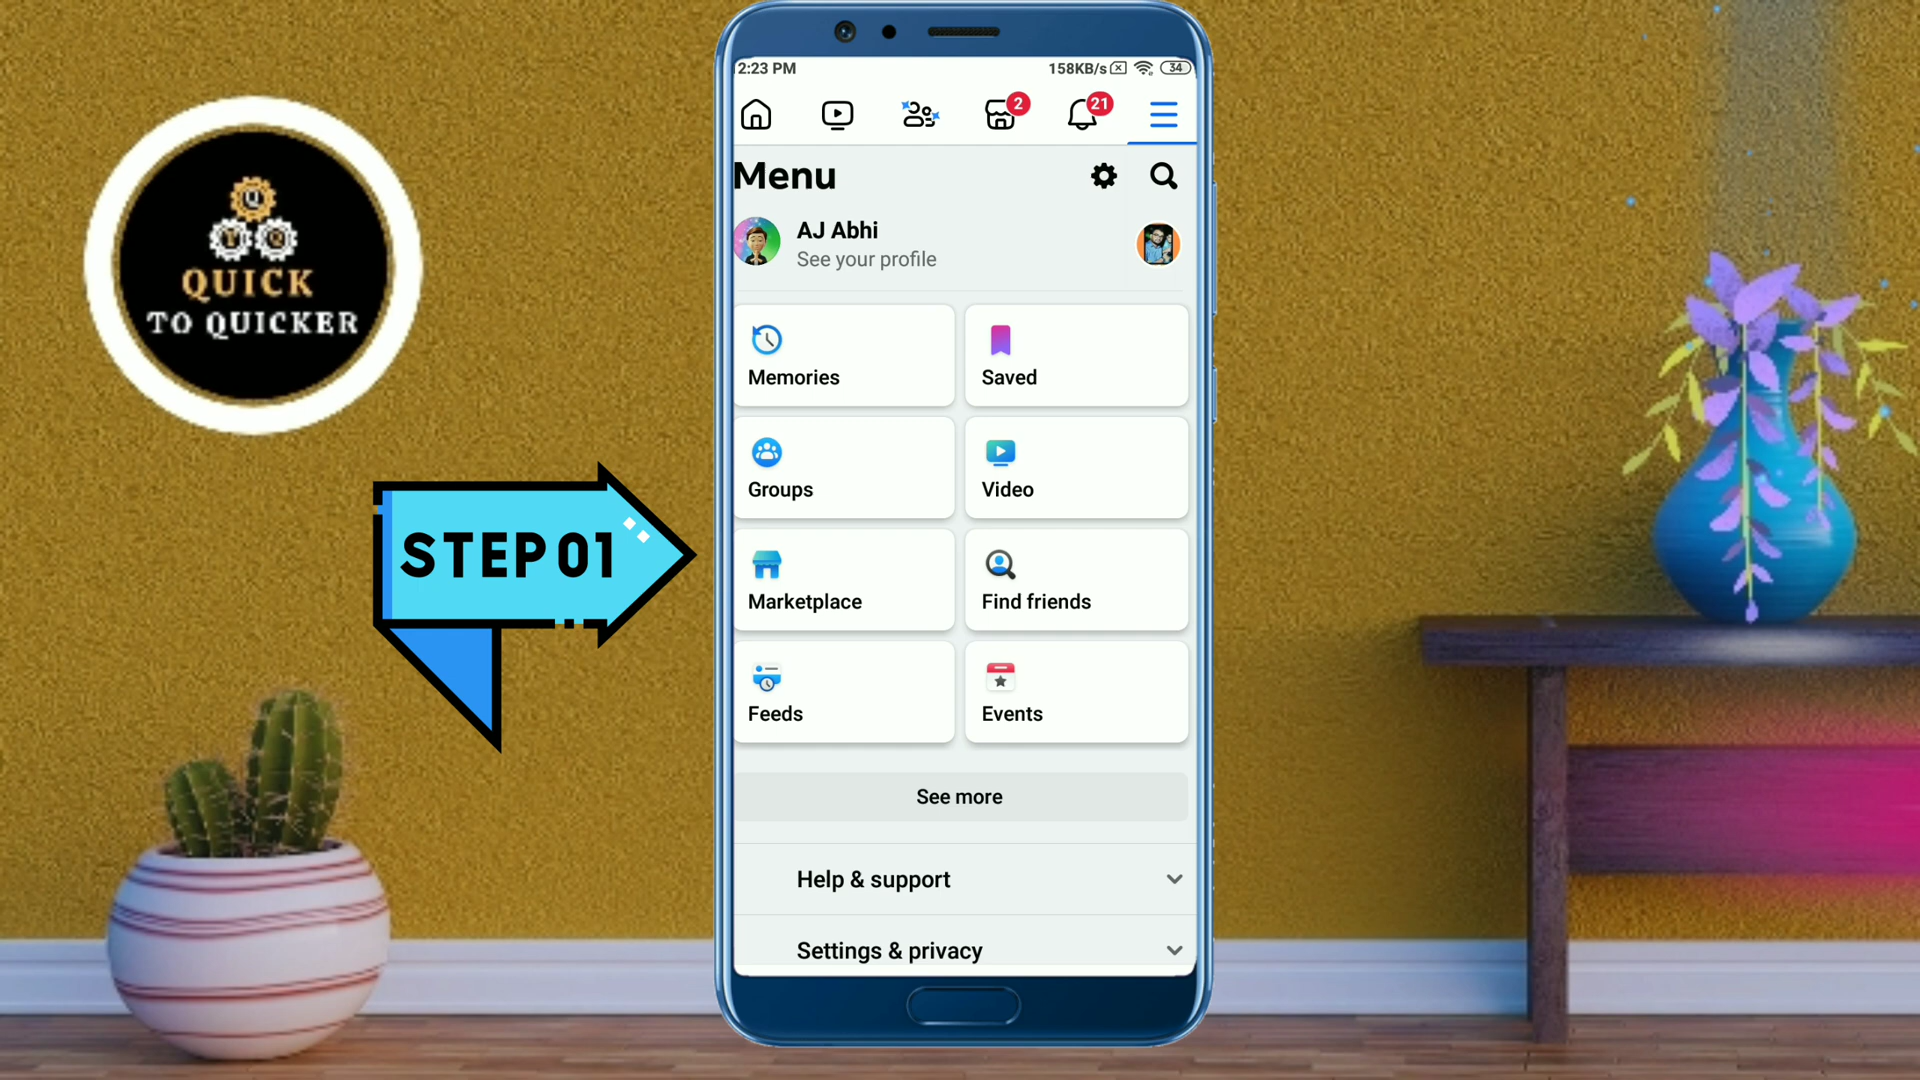 Q
T Q
QUICK
TO QUICKER
STEP 01
2:23 PM
158KB/s
34
2
21
Menu
AJ Abhi
See your profile
Memories
Saved
Groups
Video
Marketplace
Find friends
Feeds
Events
See more
Help & support
Settings & privacy